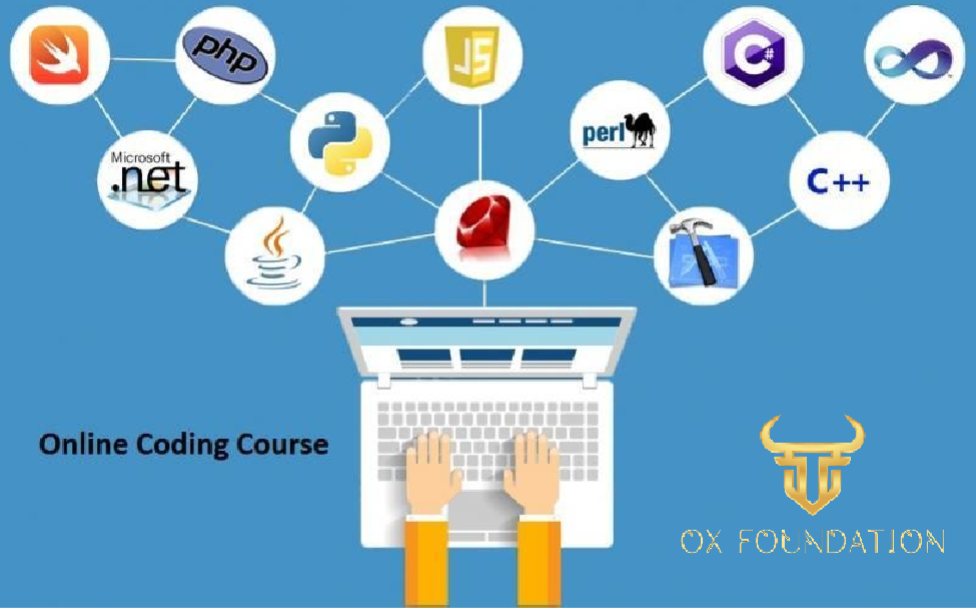 php
JS
C#
Microsoft
.net
perl
C++
Online Coding Course
OX FOUNDATION